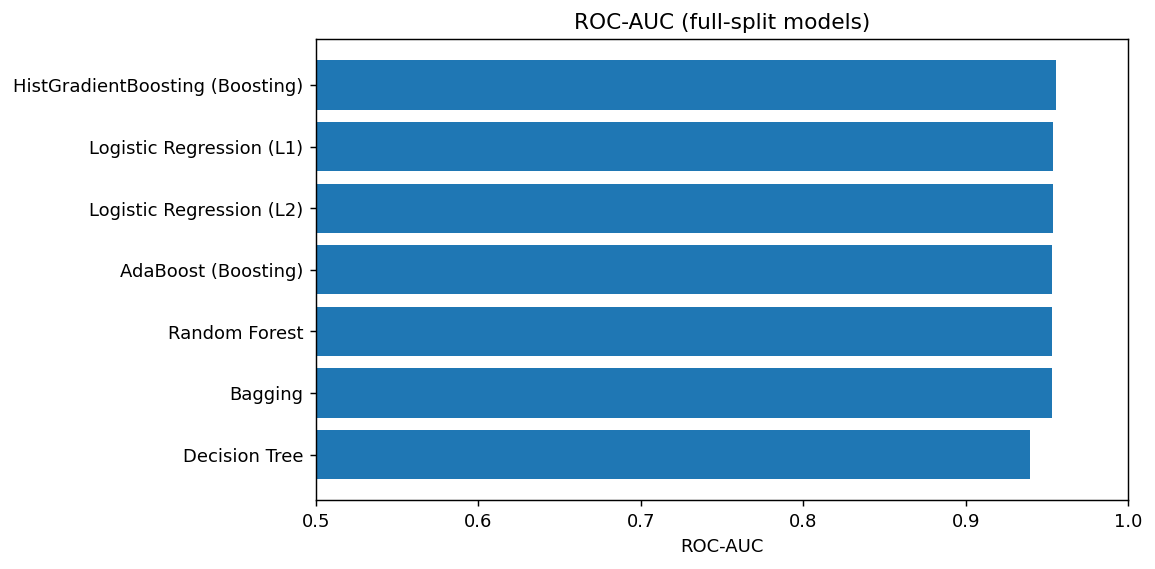 ROC-AUC (full-split models)
HistGradientBoosting (Boosting)
Logistic Regression (L1)
Logistic Regression (L2)
AdaBoost (Boosting)
Random Forest
Bagging
Decision Tree
0.5 0.6 0.7 0.8 0.9 1.0
ROC-AUC